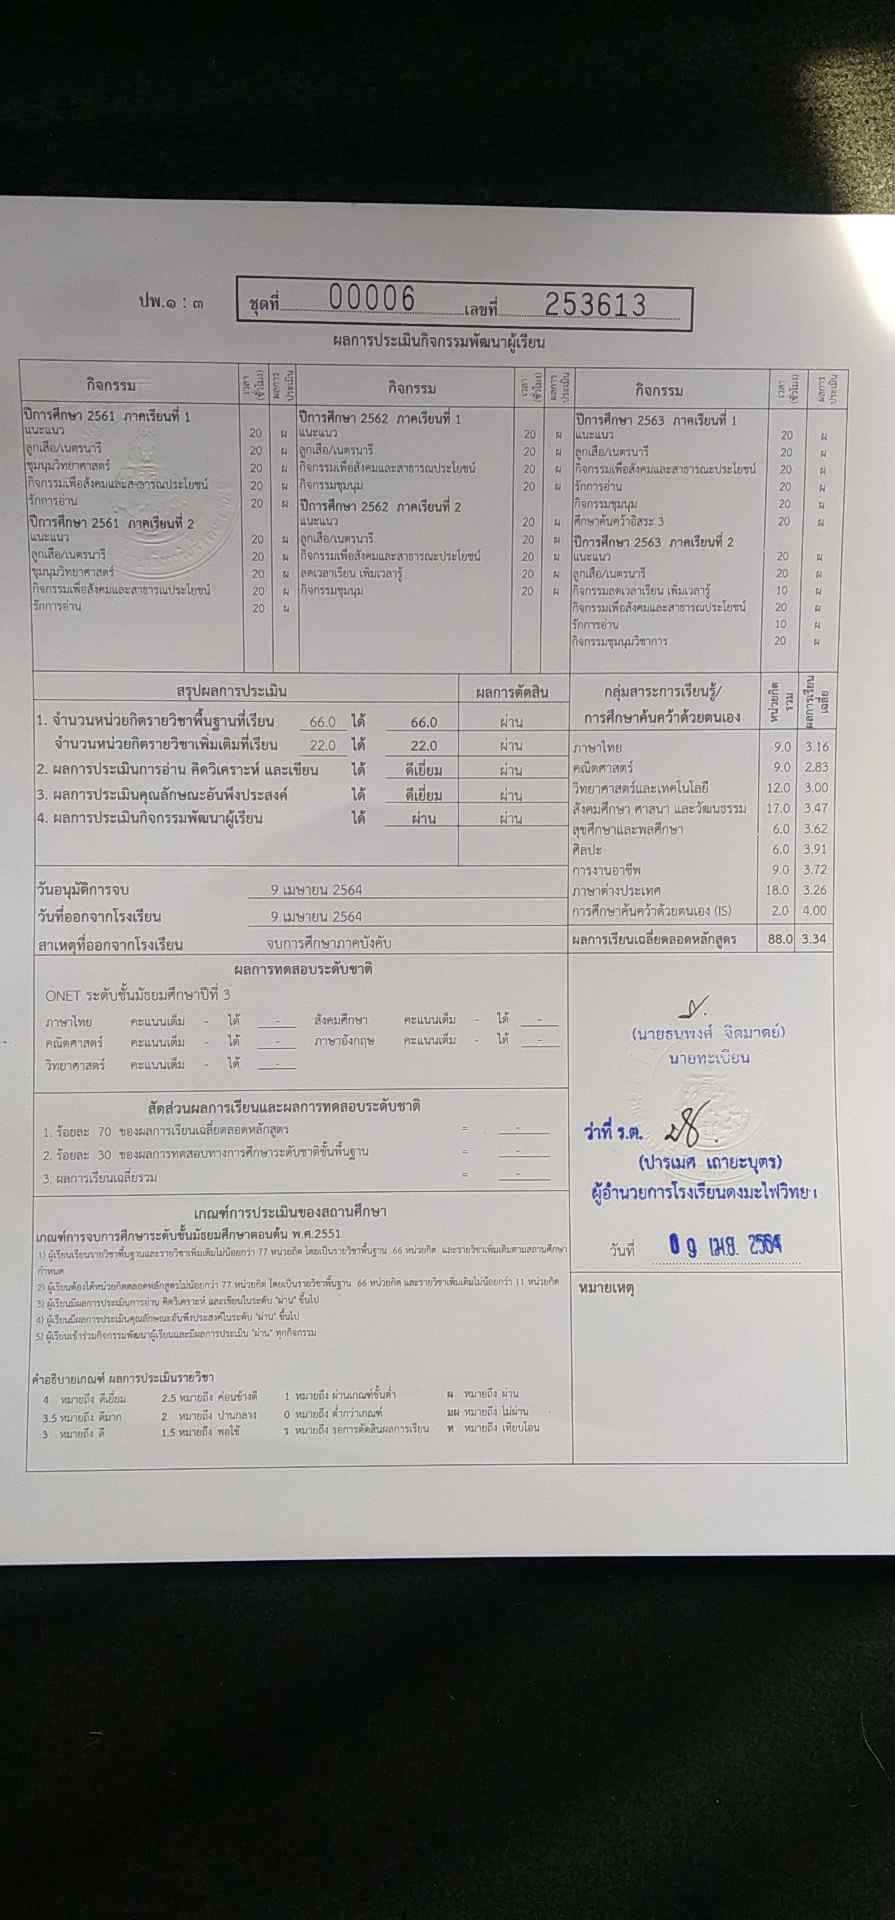 ปพ.๑ : ๓ ชุดที่ 00006 เลขที่ 253613
ผลการประเมินกิจกรรมพัฒนาผู้เรียน
กิจกรรม เวลา (ชั่วโมง) ผลการประเมิน กิจกรรม เวลา (ชั่วโมง) ผลการประเมิน กิจกรรม เวลา (ชั่วโมง) ผลการประเมิน
ปีการศึกษา 2561 ภาคเรียนที่ 1
แนะแนว 20 ผ
ลูกเสือ/เนตรนารี 20 ผ
ชุมนุมวิทยาศาสตร์ 20 ผ
กิจกรรมเพื่อสังคมและสาธารณประโยชน์ 20 ผ
รักการอ่าน 20 ผ
ปีการศึกษา 2561 ภาคเรียนที่ 2
แนะแนว 20 ผ
ลูกเสือ/เนตรนารี 20 ผ
ชุมนุมวิทยาศาสตร์ 20 ผ
กิจกรรมเพื่อสังคมและสาธารณประโยชน์ 20 ผ
รักการอ่าน 20 ผ
ปีการศึกษา 2562 ภาคเรียนที่ 1
แนะแนว 20 ผ
ลูกเสือ/เนตรนารี 20 ผ
กิจกรรมเพื่อสังคมและสาธารณประโยชน์ 20 ผ
กิจกรรมชุมนุม 20 ผ
ปีการศึกษา 2562 ภาคเรียนที่ 2
แนะแนว 20 ผ
ลูกเสือ/เนตรนารี 20 ผ
กิจกรรมเพื่อสังคมและสาธารณะประโยชน์ 20 ผ
ลดเวลาเรียน เพิ่มเวลารู้ 20 ผ
กิจกรรมชุมนุม 20 ผ
ปีการศึกษา 2563 ภาคเรียนที่ 1
แนะแนว 20 ผ
ลูกเสือ/เนตรนารี 20 ผ
กิจกรรมเพื่อสังคมและสาธารณะประโยชน์ 20 ผ
รักการอ่าน 20 ผ
กิจกรรมชุมนุม 20 ผ
ศึกษาค้นคว้าอิสระ 3 20 ผ
ปีการศึกษา 2563 ภาคเรียนที่ 2
แนะแนว 20 ผ
ลูกเสือ/เนตรนารี 20 ผ
กิจกรรมลดเวลาเรียน เพิ่มเวลารู้ 10 ผ
กิจกรรมเพื่อสังคมและสาธารณะประโยชน์ 20 ผ
รักการอ่าน 10 ผ
กิจกรรมชุมนุมวิชาการ 20 ผ
สรุปผลการประเมิน ผลการตัดสิน
1. จำนวนหน่วยกิตรายวิชาพื้นฐานที่เรียน 66.0 ได้ 66.0 ผ่าน
จำนวนหน่วยกิตรายวิชาเพิ่มเติมที่เรียน 22.0 ได้ 22.0 ผ่าน
2. ผลการประเมินการอ่าน คิดวิเคราะห์ และเขียน ได้ ดีเยี่ยม ผ่าน
3. ผลการประเมินคุณลักษณะอันพึงประสงค์ ได้ ดีเยี่ยม ผ่าน
4. ผลการประเมินกิจกรรมพัฒนาผู้เรียน ได้ ผ่าน ผ่าน
กลุ่มสาระการเรียนรู้/การศึกษาค้นคว้าด้วยตนเอง หน่วยกิตรวม ผลการเรียนเฉลี่ย
ภาษาไทย 9.0 3.16
คณิตศาสตร์ 9.0 2.83
วิทยาศาสตร์และเทคโนโลยี 12.0 3.00
สังคมศึกษา ศาสนา และวัฒนธรรม 17.0 3.47
สุขศึกษาและพลศึกษา 6.0 3.62
ศิลปะ 6.0 3.91
การงานอาชีพ 9.0 3.72
ภาษาต่างประเทศ 18.0 3.26
การศึกษาค้นคว้าด้วยตนเอง (IS) 2.0 4.00
ผลการเรียนเฉลี่ยตลอดหลักสูตร 88.0 3.34
วันอนุมัติการจบ 9 เมษายน 2564
วันที่ออกจากโรงเรียน 9 เมษายน 2564
สาเหตุที่ออกจากโรงเรียน จบการศึกษาภาคบังคับ
ผลการทดสอบระดับชาติ
ONET ระดับชั้นมัธยมศึกษาปีที่ 3
ภาษาไทย คะแนนเต็ม - ได้ - สังคมศึกษา คะแนนเต็ม - ได้ -
คณิตศาสตร์ คะแนนเต็ม - ได้ - ภาษาอังกฤษ คะแนนเต็ม - ได้ -
วิทยาศาสตร์ คะแนนเต็ม - ได้ -
สัดส่วนผลการเรียนและผลการทดสอบระดับชาติ
1. ร้อยละ 70 ของผลการเรียนเฉลี่ยตลอดหลักสูตร = -
2. ร้อยละ 30 ของผลการทดสอบทางการศึกษาระดับชาติขั้นพื้นฐาน = -
3. ผลการเรียนเฉลี่ยรวม = -
เกณฑ์การประเมินของสถานศึกษา
เกณฑ์การจบการศึกษาระดับชั้นมัธยมศึกษาตอนต้น พ.ศ.2551
1) ผู้เรียนเรียนรายวิชาพื้นฐานและรายวิชาเพิ่มเติมไม่น้อยกว่า 77 หน่วยกิต โดยเป็นรายวิชาพื้นฐาน 66 หน่วยกิต และรายวิชาเพิ่มเติมตามสถานศึกษา
กำหนด
2) ผู้เรียนต้องได้หน่วยกิตตลอดหลักสูตรไม่น้อยกว่า 77 หน่วยกิต โดยเป็นรายวิชาพื้นฐาน 66 หน่วยกิต และรายวิชาเพิ่มเติมไม่น้อยกว่า 11 หน่วยกิต
3) ผู้เรียนมีผลการประเมินการอ่าน คิดวิเคราะห์ และเขียนในระดับ "ผ่าน" ขึ้นไป
4) ผู้เรียนมีผลการประเมินคุณลักษณะอันพึงประสงค์ในระดับ "ผ่าน" ขึ้นไป
5) ผู้เรียนเข้าร่วมกิจกรรมพัฒนาผู้เรียนและมีผลการประเมิน "ผ่าน" ทุกกิจกรรม
คำอธิบายเกณฑ์ ผลการประเมินรายวิชา
4 หมายถึง ดีเยี่ยม 2.5 หมายถึง ค่อนข้างดี 1 หมายถึง ผ่านเกณฑ์ขั้นต่ำ ผ หมายถึง ผ่าน
3.5 หมายถึง ดีมาก 2 หมายถึง ปานกลาง 0 หมายถึง ต่ำกว่าเกณฑ์ มผ หมายถึง ไม่ผ่าน
3 หมายถึง ดี 1.5 หมายถึง พอใช้ ร หมายถึง รอการตัดสินผลการเรียน ท หมายถึง เทียบโอน
(นายธนพงศ์ จิดมาตย์)
นายทะเบียน
ว่าที่ ร.ต.
(ปารเมศ เถายะบุตร)
ผู้อำนวยการโรงเรียนดงมะไฟวิทยา
วันที่ 09 เม.ย. 2564
หมายเหตุ